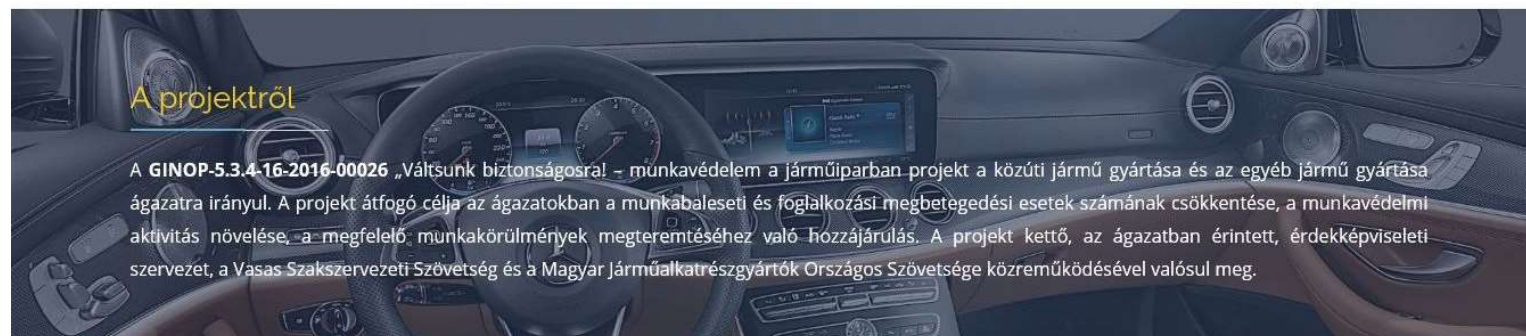 A projektről
A GINOP-5.3.4-16-2016-00026 „Váltsunk biztonságosra! – munkavédelem a járműiparban projekt a közúti jármű gyártása és az egyéb jármű gyártása
ágazatra irányul. A projekt átfogó célja az ágazatokban a munkabaleseti és foglalkozási megbetegedési esetek számának csökkentése, a munkavédelmi
aktivitás növelése, a megfelelő munkakörülmények megteremtéséhez való hozzájárulás. A projekt kettő, az ágazatban érintett, érdekképviseleti
szervezet, a Vasas Szakszervezeti Szövetség és a Magyar Járműalkatrészgyártók Országos Szövetsége közreműködésével valósul meg.